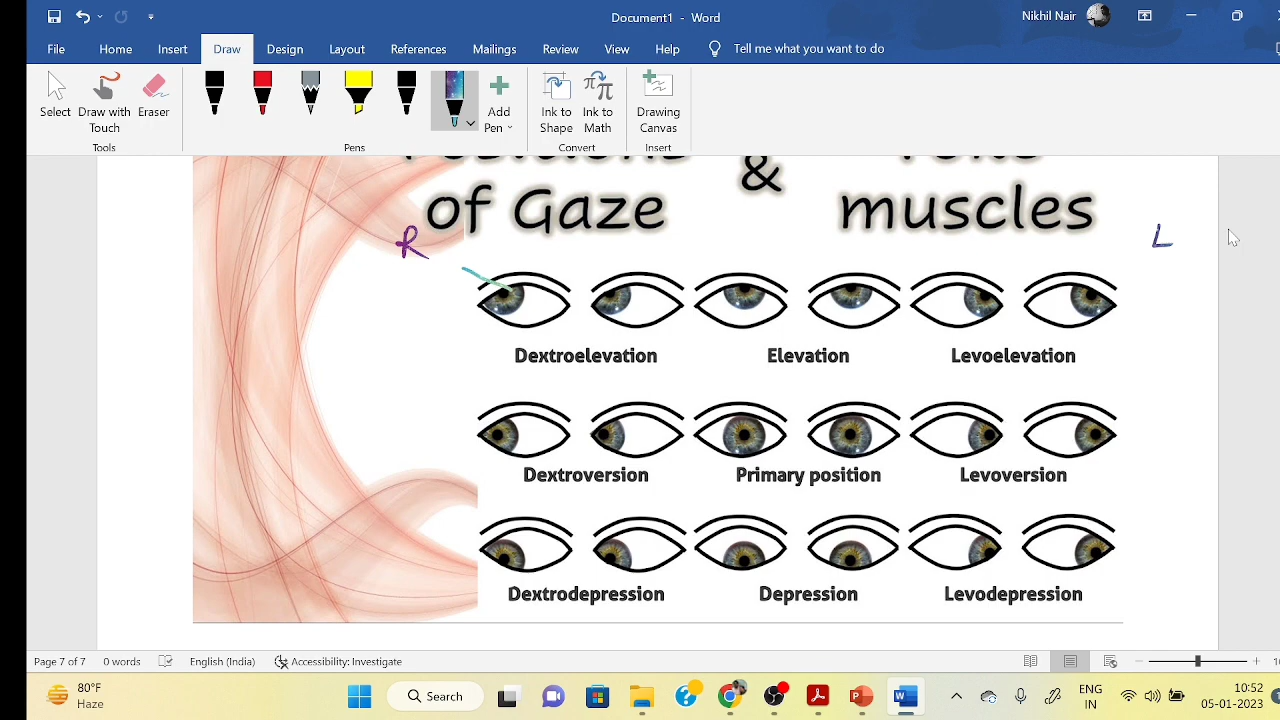 Document1 - Word
Nikhil Nair
File Home Insert Draw Design Layout References Mailings Review View Help Tell me what you want to do
Select
Draw with Touch
Eraser
Add Pen
Ink to Shape
Ink to Math
Drawing Canvas
Tools
Pens
Convert
Insert
Positions
&
of Gaze
muscles
R
L
Dextroelevation Elevation Levoelevation
Dextroversion Primary position Levoversion
Dextrodepression Depression Levodepression
Page 7 of 7 0 words English (India) Accessibility: Investigate
80°F
Haze
Search
ENG
IN
10:52
05-01-2023